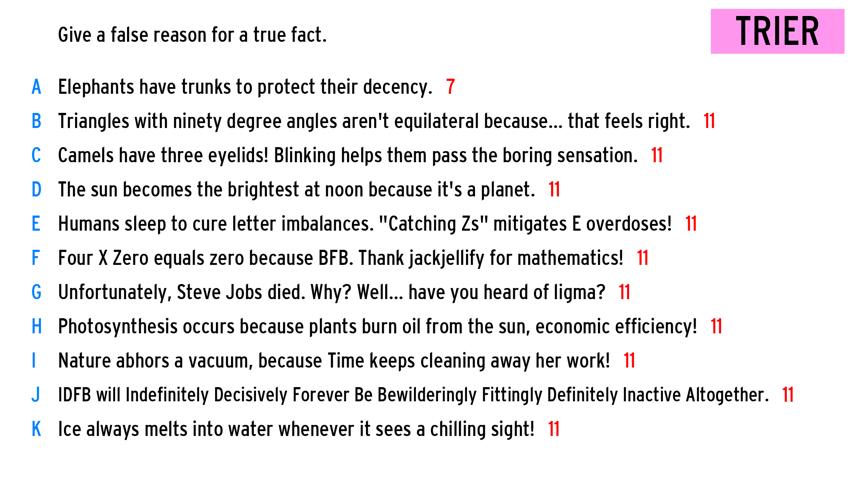 Give a false reason for a true fact.
TRIER
A Elephants have trunks to protect their decency. 7
B Triangles with ninety degree angles aren't equilateral because... that feels right. 11
C Camels have three eyelids! Blinking helps them pass the boring sensation. 11
D The sun becomes the brightest at noon because it's a planet. 11
E Humans sleep to cure letter imbalances. "Catching Zs" mitigates E overdoses! 11
F Four X Zero equals zero because BFB. Thank jackjellify for mathematics! 11
G Unfortunately, Steve Jobs died. Why? Well... have you heard of ligma? 11
H Photosynthesis occurs because plants burn oil from the sun, economic efficiency! 11
I Nature abhors a vacuum, because Time keeps cleaning away her work! 11
J IDFB will Indefinitely Decisively Forever Be Bewilderingly Fittingly Definitely Inactive Altogether. 11
K Ice always melts into water whenever it sees a chilling sight! 11